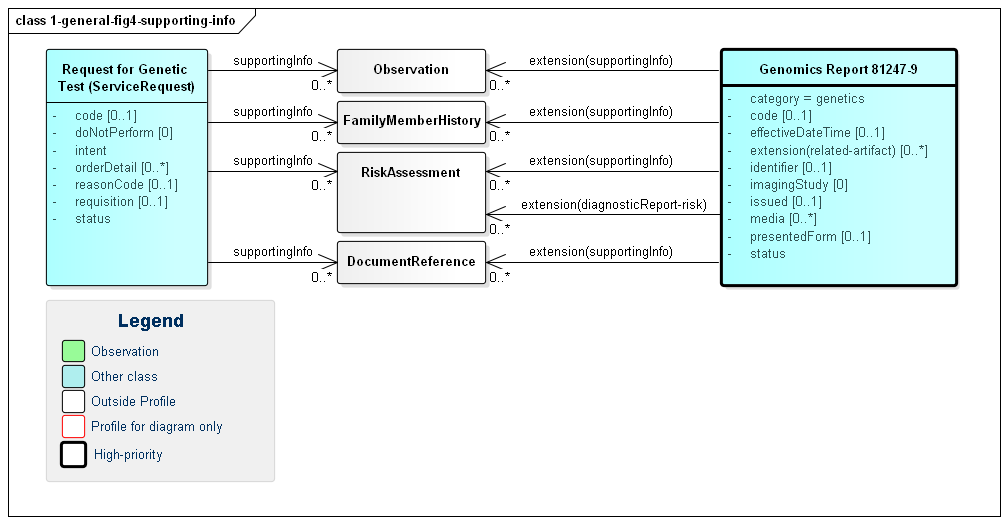 class 1-general-fig4-supporting-info
Request for Genetic
Test (ServiceRequest)
- code [0..1]
- doNotPerform [0]
- intent
- orderDetail [0..*]
- reasonCode [0..1]
- requisition [0..1]
- status
supportingInfo
0..*
supportingInfo
0..*
supportingInfo
0..*
supportingInfo
0..*
Observation
FamilyMemberHistory
RiskAssessment
DocumentReference
extension(supportingInfo)
0..*
extension(supportingInfo)
0..*
extension(supportingInfo)
0..*
extension(diagnosticReport-risk)
0..*
extension(supportingInfo)
0..*
Genomics Report 81247-9
- category = genetics
- code [0..1]
- effectiveDateTime [0..1]
- extension(related-artifact) [0..*]
- identifier [0..1]
- imagingStudy [0]
- issued [0..1]
- media [0..*]
- presentedForm [0..1]
- status
Legend
Observation
Other class
Outside Profile
Profile for diagram only
High-priority